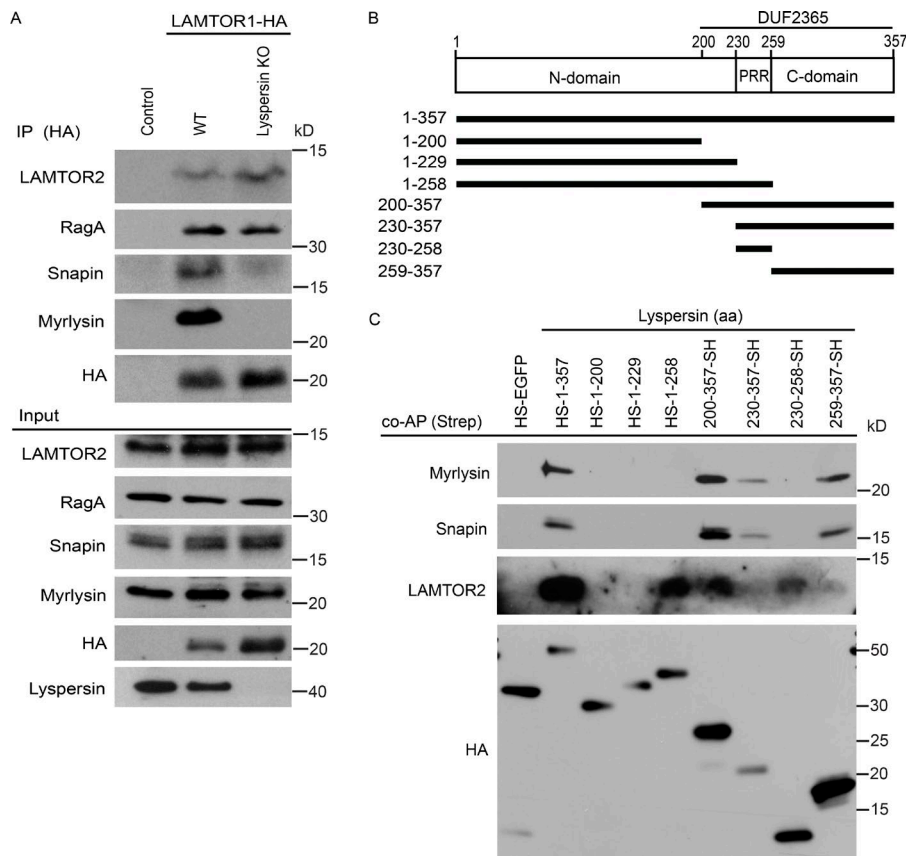 A
LAMTOR1-HA
Control
WT
Lyspersin KO
IP (HA)
kD
LAMTOR2
15
RagA
30
Snapin
15
Myrlysin
20
HA
20
Input
LAMTOR2
15
RagA
30
Snapin
15
Myrlysin
20
HA
20
Lyspersin
40
B
DUF2365
1
200
230
259
357
N-domain
PRR
C-domain
1-357
1-200
1-229
1-258
200-357
230-357
230-258
259-357
C
Lyspersin (aa)
HS-EGFP
HS-1-357
HS-1-200
HS-1-229
HS-1-258
200-357-SH
230-357-SH
230-258-SH
259-357-SH
co-AP (Strep)
kD
Myrlysin
20
Snapin
15
LAMTOR2
15
HA
50
30
25
20
15